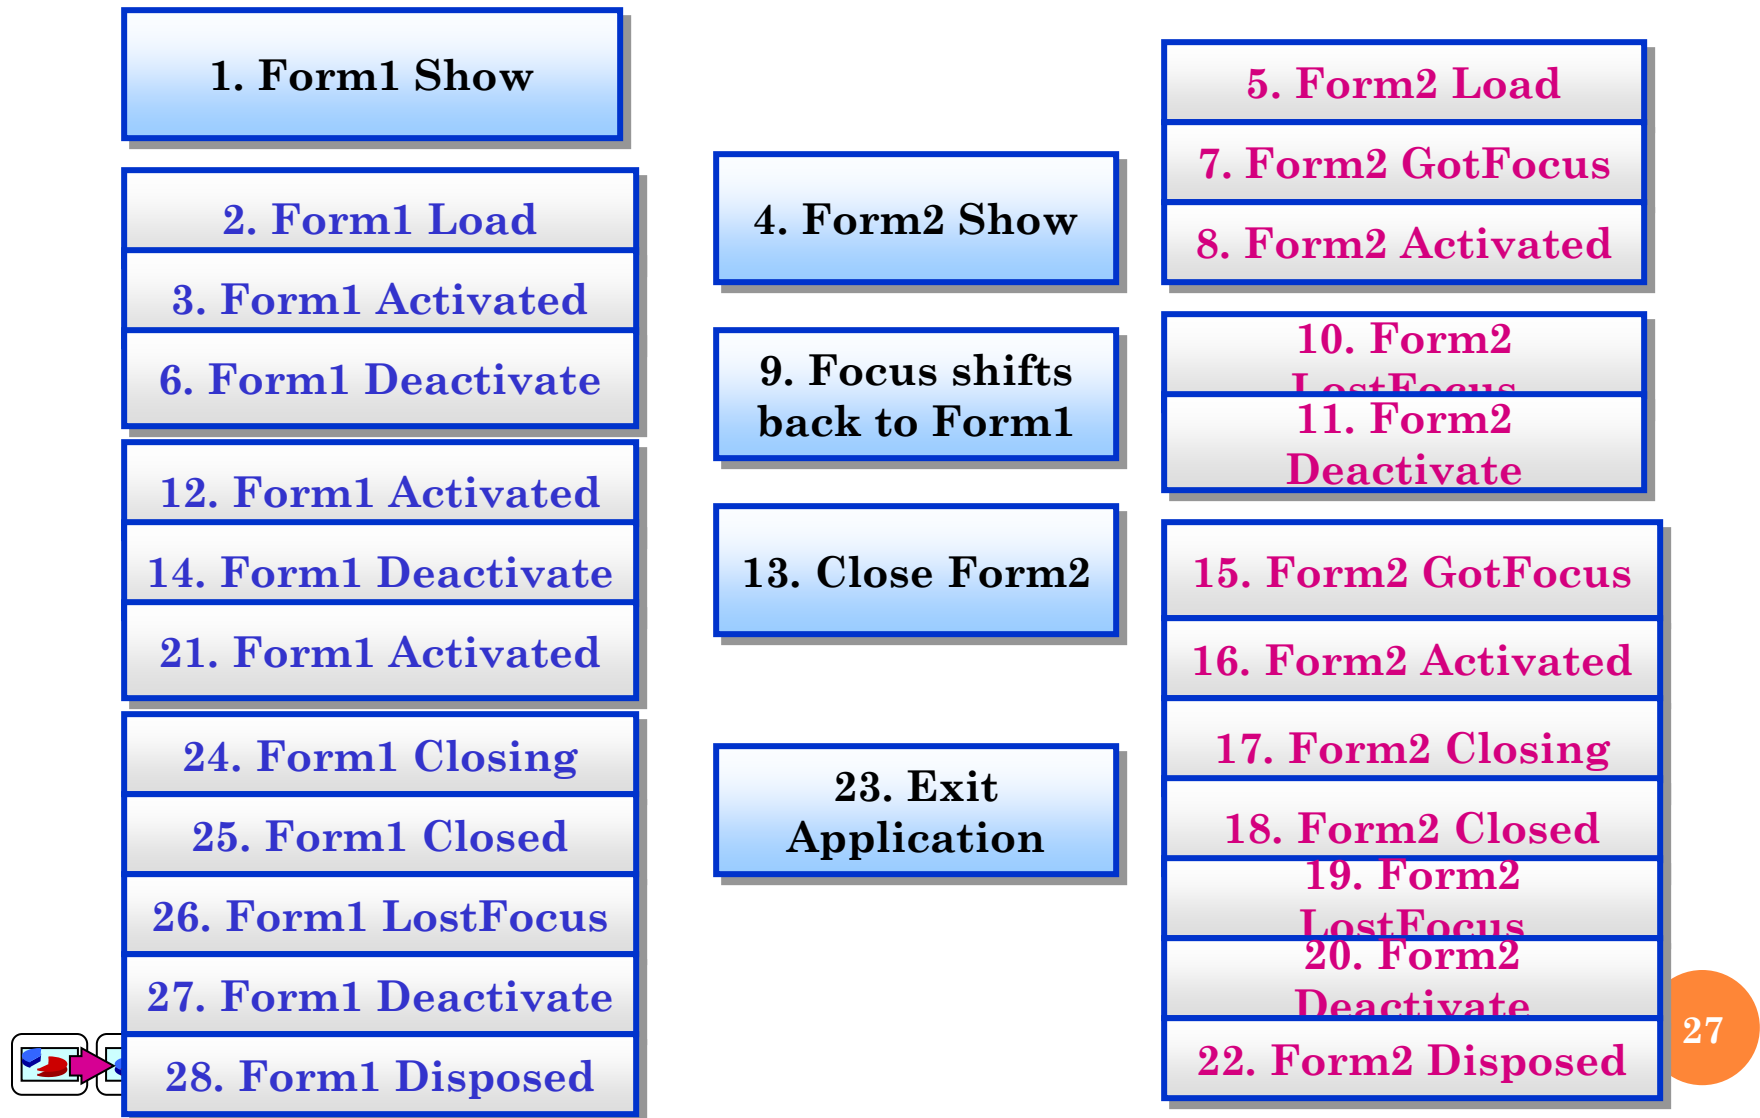 1. Form1 Show
2. Form1 Load
3. Form1 Activated
6. Form1 Deactivate
12. Form1 Activated
14. Form1 Deactivate
21. Form1 Activated
24. Form1 Closing
25. Form1 Closed
26. Form1 LostFocus
27. Form1 Deactivate
28. Form1 Disposed
4. Form2 Show
9. Focus shifts
back to Form1
13. Close Form2
23. Exit
Application
5. Form2 Load
7. Form2 GotFocus
8. Form2 Activated
10. Form2
LostFocus
11. Form2
Deactivate
15. Form2 GotFocus
16. Form2 Activated
17. Form2 Closing
18. Form2 Closed
19. Form2
LostFocus
20. Form2
Deactivate
22. Form2 Disposed
27